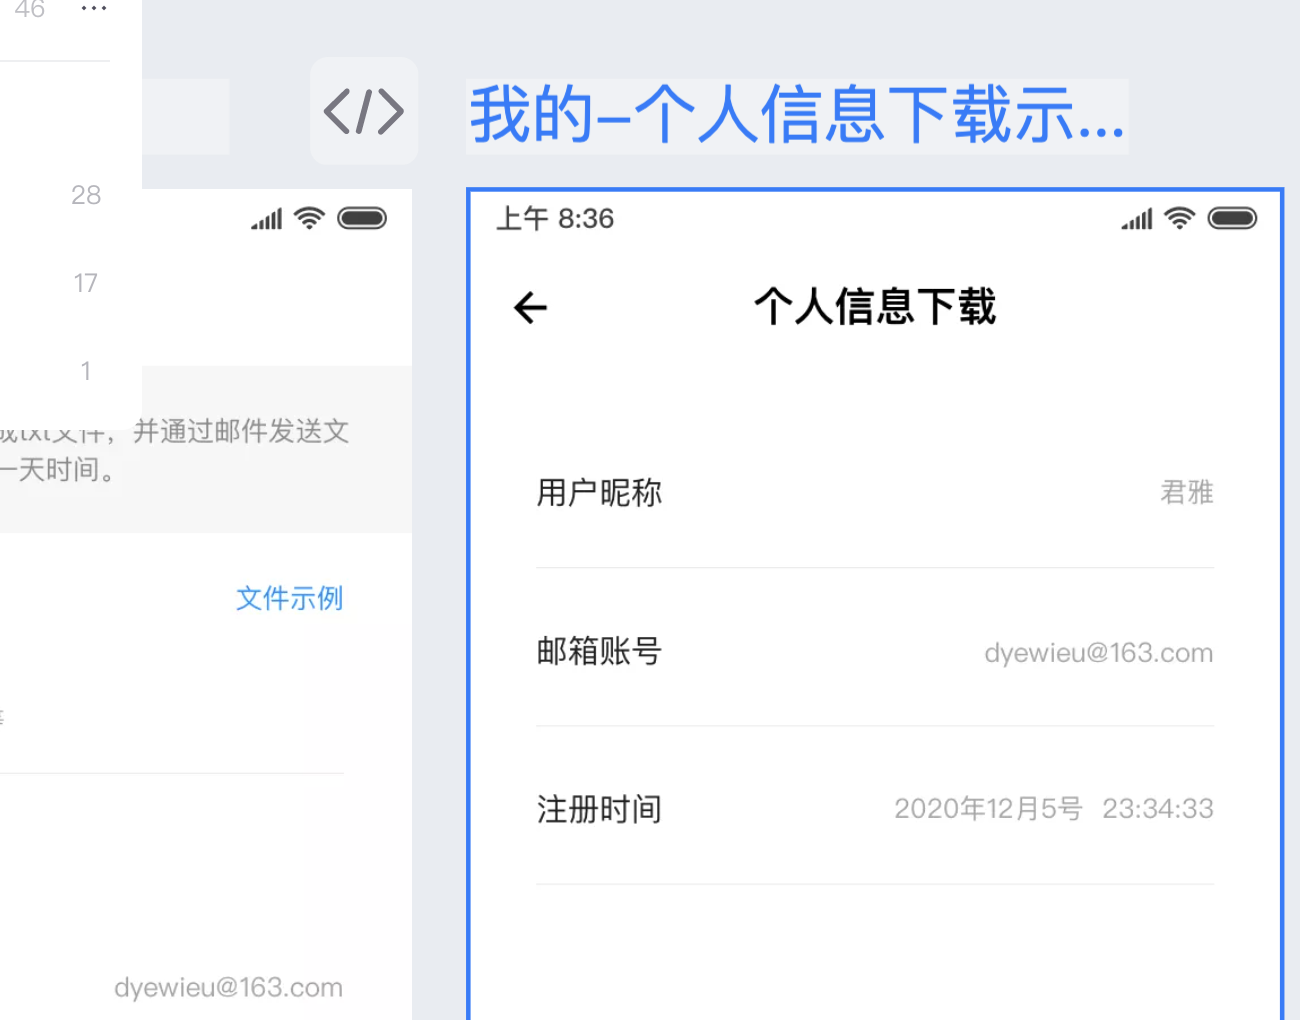 46 ...
</>
我的-个人信息下载示...
28
17
1
并通过邮件发送文
一天时间。
文件示例
dyewieu@163.com
上午 8:36
个人信息下载
用户昵称 君雅
邮箱账号 dyewieu@163.com
注册时间 2020年12月5号 23:34:33